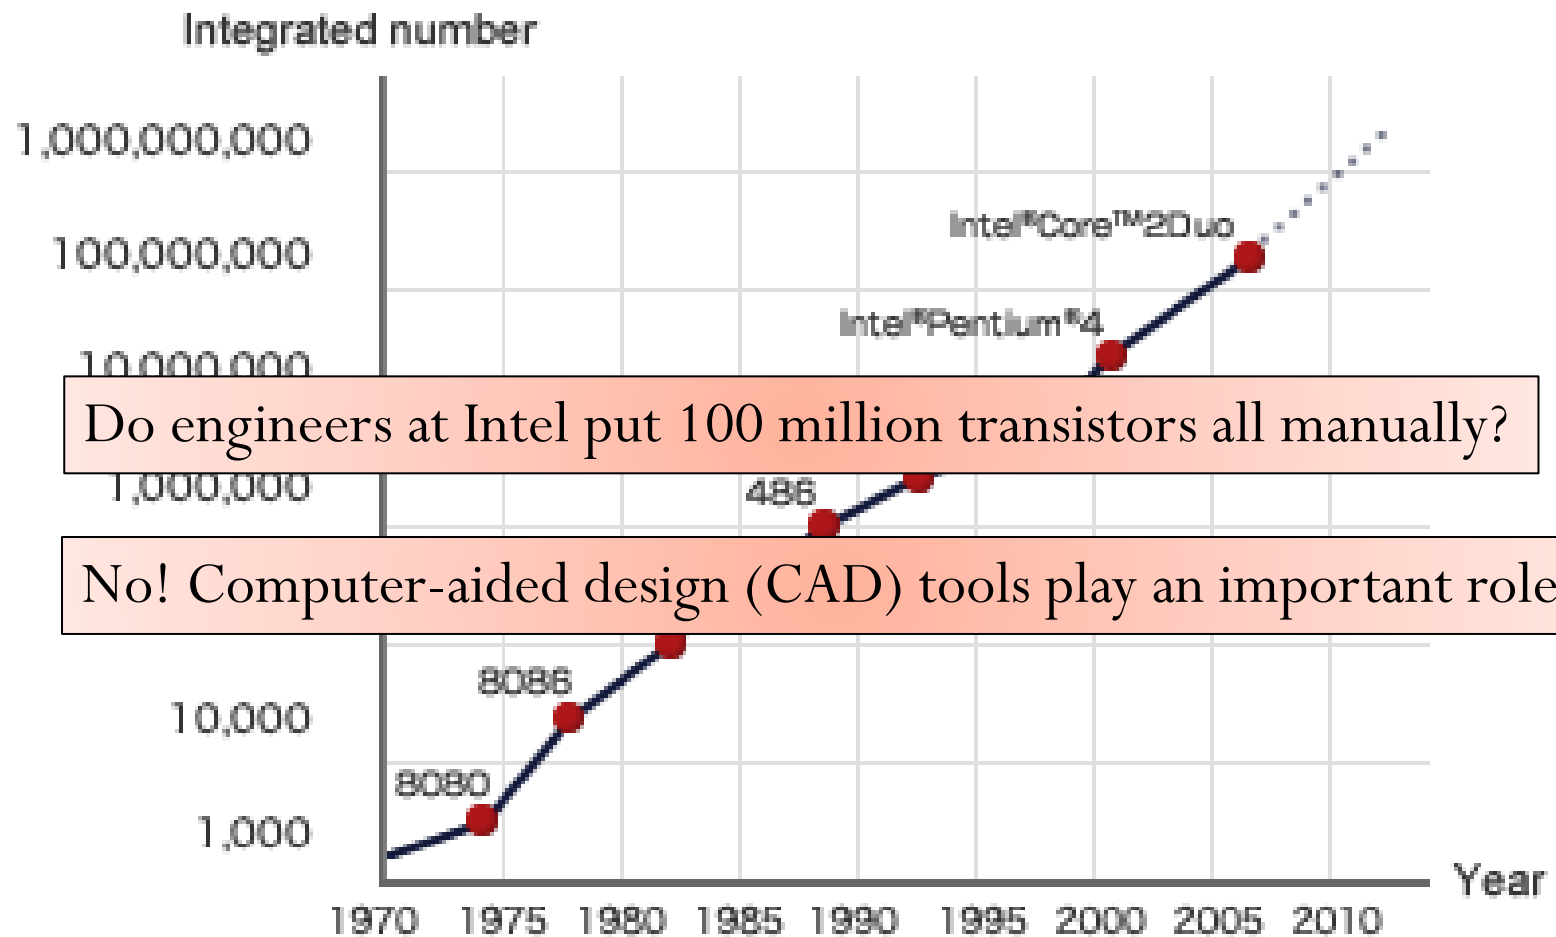 Integrated number
1,000,000,000
100,000,000
Intel®Core™2Duo
Intel®Pentium®4
10,000,000
Do engineers at Intel put 100 million transistors all manually?
1,000,000
486
No! Computer-aided design (CAD) tools play an important role
8086
10,000
8080
1,000
Year
1970 1975 1980 1985 1990 1995 2000 2005 2010